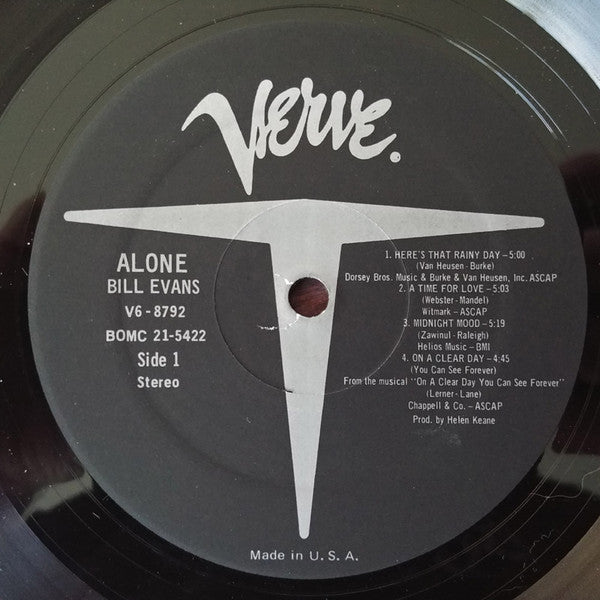 Verve.
ALONE
BILL EVANS
V6-8792
BOMC 21-5422
Side 1
Stereo
1. HERE'S THAT RAINY DAY – 5:00
(Van Heusen - Burke)
Dorsey Bros. Music & Burke & Van Heusen, Inc. ASCAP
2. A TIME FOR LOVE – 5:03
(Webster - Mandel)
Witmark – ASCAP
3. MIDNIGHT MOOD – 5:19
(Zawinul - Raleigh)
Helios Music – BMI
4. ON A CLEAR DAY – 4:45
(You Can See Forever)
From the musical "On A Clear Day You Can See Forever"
(Lerner - Lane)
Chappell & Co. – ASCAP
Prod. by Helen Keane
Made in U. S. A.